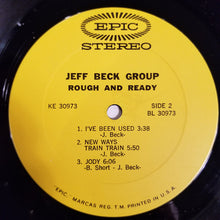 EPIC
STEREO
JEFF BECK GROUP
ROUGH AND READY
KE 30973 SIDE 2
BL 30973
1. I'VE BEEN USED 3:38
-J. Beck-
2. NEW WAYS
TRAIN TRAIN 5:50
-J. Beck-
3. JODY 6:06
-B. Short - J. Beck-
"EPIC," MARCAS REG. T.M. PRINTED IN U.S.A.